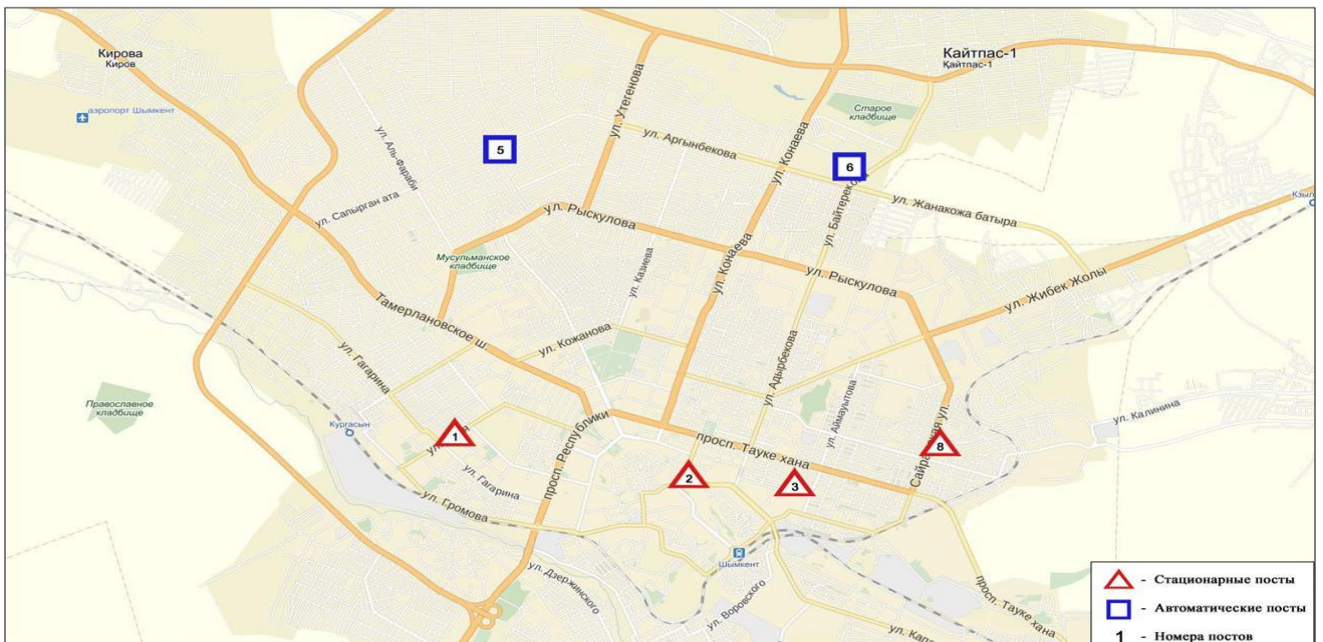 Кирова
Киров
Кайтпас-1
Қайтпас-1
аэропорт Шымкент
Старое
кладбище
ул. Утегенова
ул. Аль-Фараби
5
ул. Аргынбекова
ул. Конаева
6
ул. Байтерекова
ул. Жанакожа батыра
ул. Сапырган ата
ул. Рыскулова
Мусульманское
кладбище
ул. Казиева
ул. Конаева
ул. Рыскулова
ул. Жибек Жолы
Тамерлановское ш.
ул. Кожанова
ул. Гагарина
ул. Адырбекова
ул. Аймауытова
Православное
кладбище
Кургасын
1
просп. Республики
просп. Тауке хана
8
ул. Калинина
ул. Гагарина
2
3
ул. Громова
Шымкент
ул. Дзержинского
ул. Воровского
просп. Тауке хана
- Стационарные посты
- Автоматические посты
1 - Номера постов